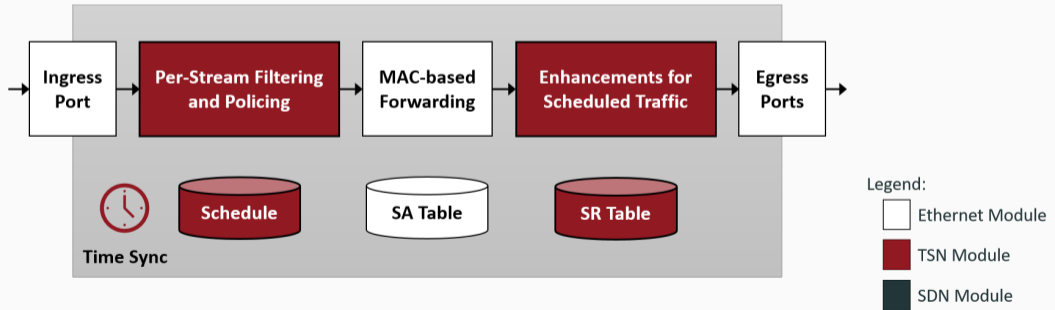 Ingress
Port
Per-Stream Filtering
and Policing
MAC-based
Forwarding
Enhancements for
Scheduled Traffic
Egress
Ports
Time Sync
Schedule
SA Table
SR Table
Legend:
Ethernet Module
TSN Module
SDN Module